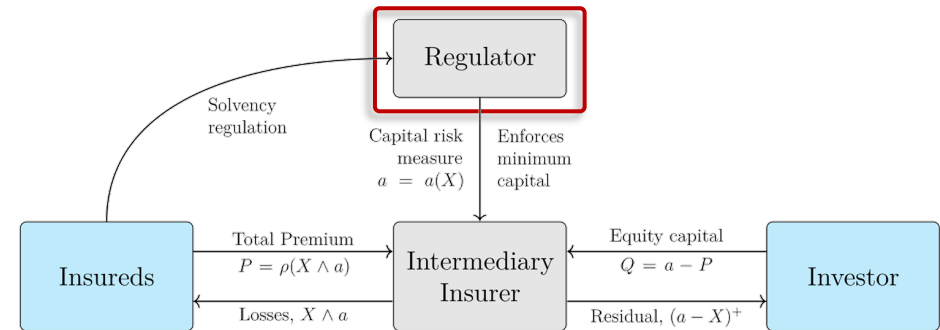 Regulator
Solvency
regulation
Capital risk
measure
a = a(X)
Enforces
minimum
capital
Insureds
Total Premium
P = ρ(X ∧ a)
Losses, X ∧ a
Intermediary
Insurer
Equity capital
Q = a − P
Residual, (a − X)⁺
Investor